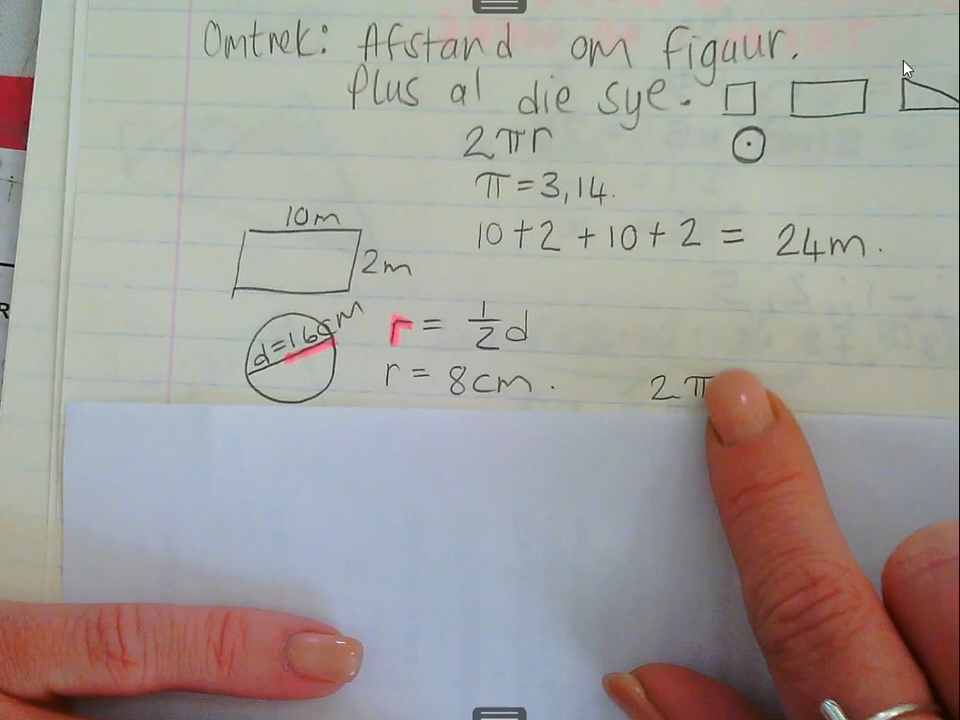 Omtrek: Afstand om figuur.
Plus al die sye.
2πr
π = 3,14.
10 + 2 + 10 + 2 = 24m.
10m
2m
d=16cm
r = 1/2 d
r = 8cm.
2π